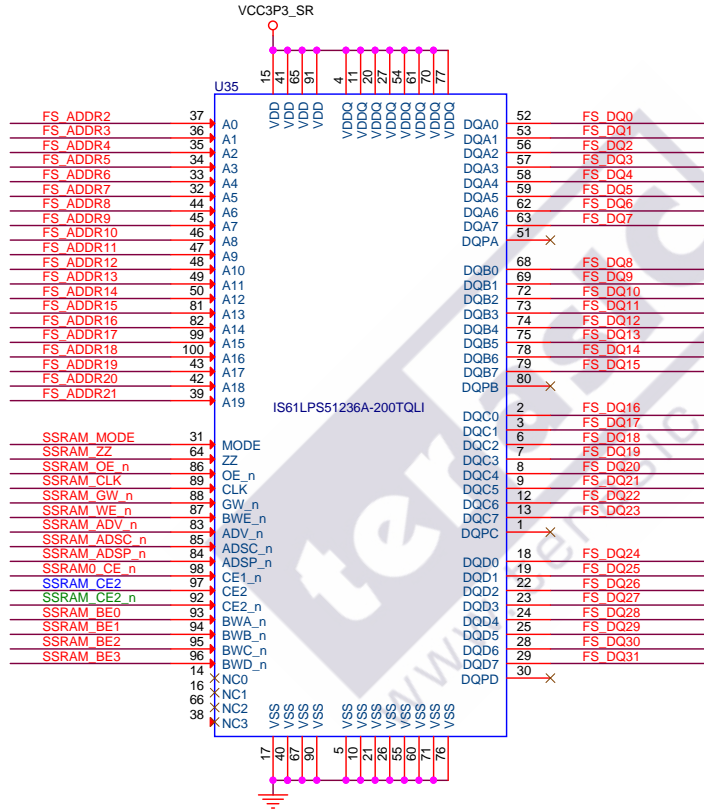 VCC3P3_SR
15 41 65 91 4 11 20 27 54 61 70 77
U35
VDD VDD VDD VDD VDDQ VDDQ VDDQ VDDQ VDDQ VDDQ VDDQ VDDQ
FS_ADDR2 37 A0 DQA0 52 FS_DQ0
FS_ADDR3 36 A1 DQA1 53 FS_DQ1
FS_ADDR4 35 A2 DQA2 56 FS_DQ2
FS_ADDR5 34 A3 DQA3 57 FS_DQ3
FS_ADDR6 33 A4 DQA4 58 FS_DQ4
FS_ADDR7 32 A5 DQA5 59 FS_DQ5
FS_ADDR8 44 A6 DQA6 62 FS_DQ6
FS_ADDR9 45 A7 DQA7 63 FS_DQ7
FS_ADDR10 46 A8 DQPA 51
FS_ADDR11 47 A9
FS_ADDR12 48 A10 DQB0 68 FS_DQ8
FS_ADDR13 49 A11 DQB1 69 FS_DQ9
FS_ADDR14 50 A12 DQB2 72 FS_DQ10
FS_ADDR15 81 A13 DQB3 73 FS_DQ11
FS_ADDR16 82 A14 DQB4 74 FS_DQ12
FS_ADDR17 99 A15 DQB5 75 FS_DQ13
FS_ADDR18 100 A16 DQB6 78 FS_DQ14
FS_ADDR19 43 A17 DQB7 79 FS_DQ15
FS_ADDR20 42 A18 DQPB 80
FS_ADDR21 39 A19
IS61LPS51236A-200TQLI
DQC0 2 FS_DQ16
DQC1 3 FS_DQ17
SSRAM_MODE 31 MODE DQC2 6 FS_DQ18
SSRAM_ZZ 64 ZZ DQC3 7 FS_DQ19
SSRAM_OE_n 86 OE_n DQC4 8 FS_DQ20
SSRAM_CLK 89 CLK DQC5 9 FS_DQ21
SSRAM_GW_n 88 GW_n DQC6 12 FS_DQ22
SSRAM_WE_n 87 BWE_n DQC7 13 FS_DQ23
SSRAM_ADV_n 83 ADV_n DQPC 1
SSRAM_ADSC_n 85 ADSC_n
SSRAM_ADSP_n 84 ADSP_n DQD0 18 FS_DQ24
SSRAM0_CE_n 98 CE1_n DQD1 19 FS_DQ25
SSRAM_CE2 97 CE2 DQD2 22 FS_DQ26
SSRAM_CE2_n 92 CE2_n DQD3 23 FS_DQ27
SSRAM_BE0 93 BWA_n DQD4 24 FS_DQ28
SSRAM_BE1 94 BWB_n DQD5 25 FS_DQ29
SSRAM_BE2 95 BWC_n DQD6 28 FS_DQ30
SSRAM_BE3 96 BWD_n DQD7 29 FS_DQ31
14 NC0 DQPD 30
16 NC1
66 NC2
38 NC3
VSS VSS VSS VSS VSS VSS VSS VSS VSS VSS VSS VSS
17 40 67 90 5 10 21 26 55 60 71 76
terasic